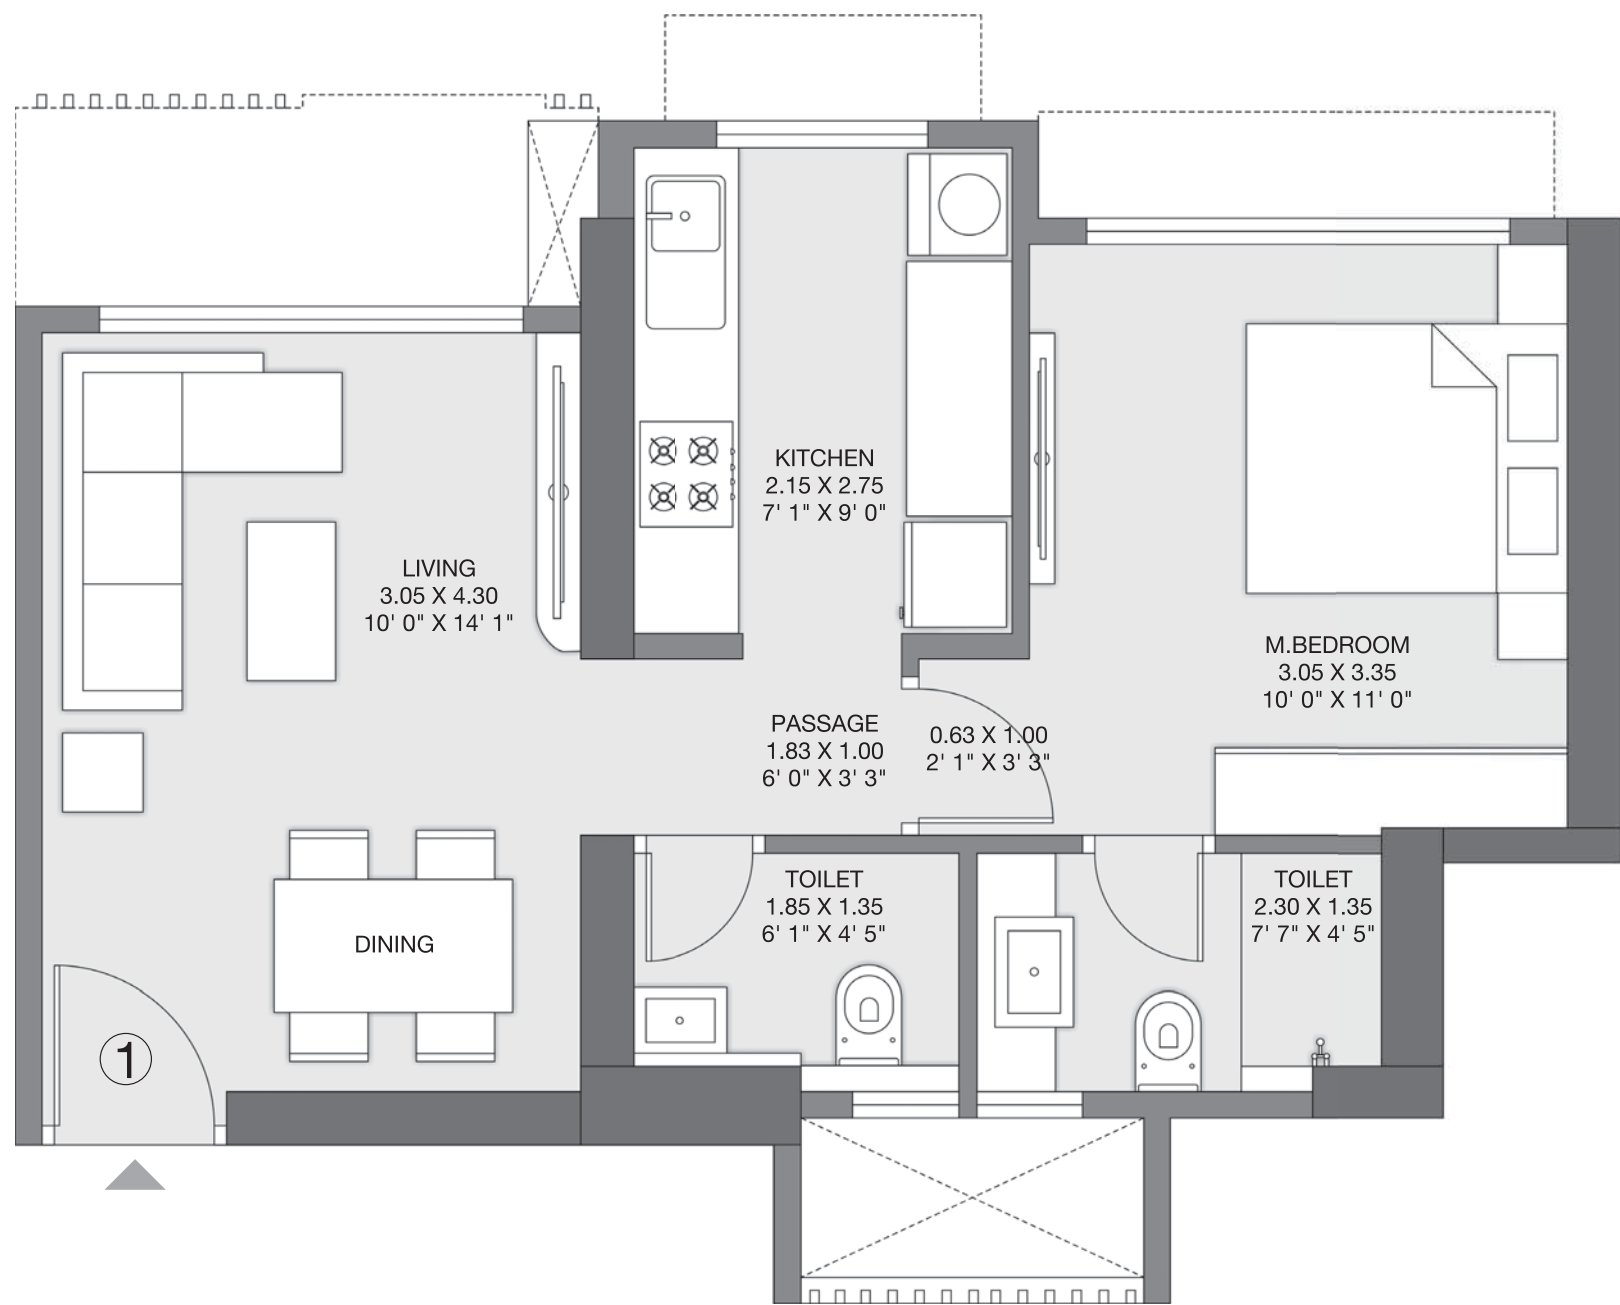 KITCHEN
2.15 X 2.75
7' 1" X 9' 0"
LIVING
3.05 X 4.30
10' 0" X 14' 1"
M.BEDROOM
3.05 X 3.35
10' 0" X 11' 0"
PASSAGE
1.83 X 1.00
6' 0" X 3' 3"
0.63 X 1.00
2' 1" X 3' 3"
TOILET
1.85 X 1.35
6' 1" X 4' 5"
TOILET
2.30 X 1.35
7' 7" X 4' 5"
DINING
1